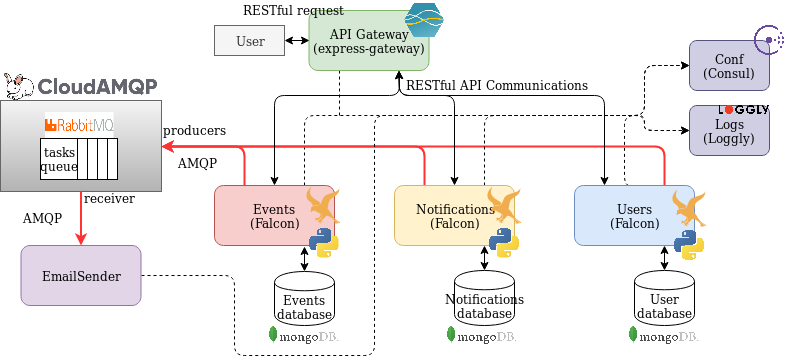 RESTful request
User
API Gateway
(express-gateway)
Conf
(Consul)
CloudAMQP
RESTful API Communications
LOGGLY
Logs
(Loggly)
RabbitMQ
tasks
queue
producers
AMQP
receiver
AMQP
Events
(Falcon)
Notifications
(Falcon)
Users
(Falcon)
EmailSender
Events
database
Notifications
database
User
database
mongoDB.
mongoDB.
mongoDB.